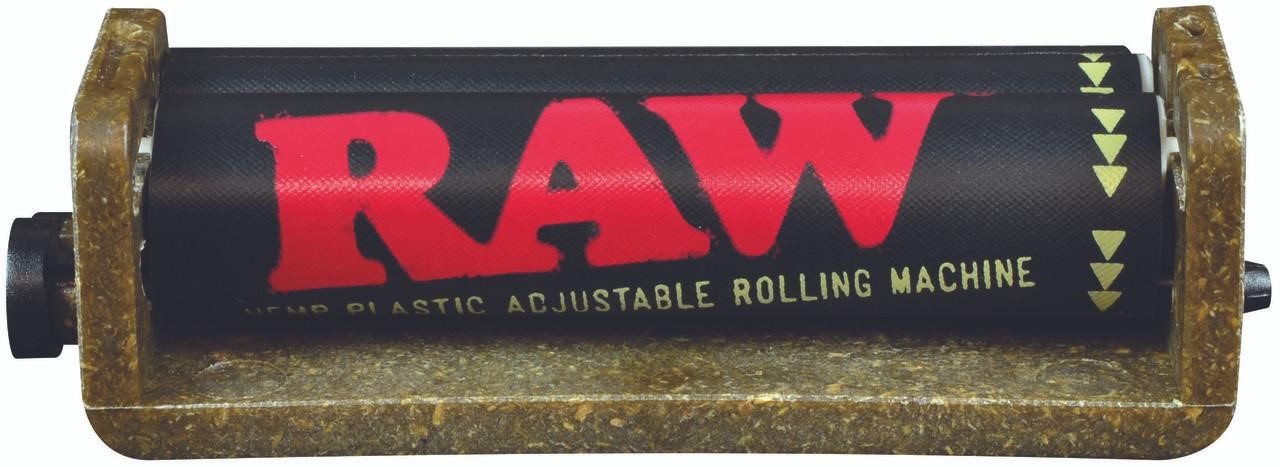 RAW
HEMP PLASTIC ADJUSTABLE ROLLING MACHINE